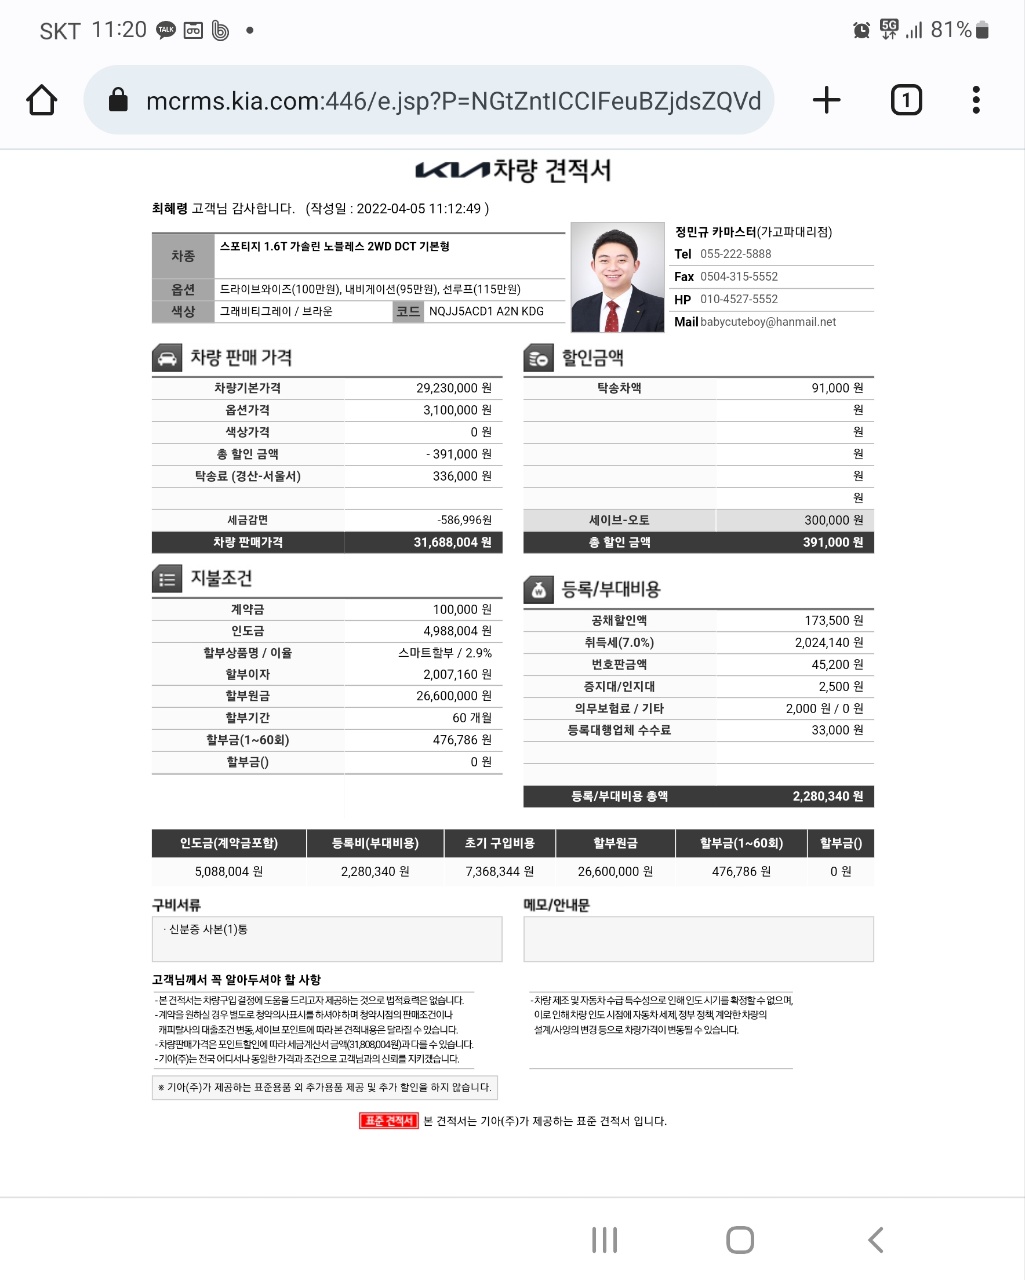 SKT 11:20 TALK 5G 81%
mcrms.kia.com:446/e.jsp?P=NGtZntICCIFeuBZjdsZQVd 1
KIA 차량 견적서
최혜령 고객님 감사합니다. (작성일 : 2022-04-05 11:12:49 )
차종 스포티지 1.6T 가솔린 노블레스 2WD DCT 기본형
옵션 드라이브와이즈(100만원), 내비게이션(95만원), 선루프(115만원)
색상 그래비티그레이 / 브라운 코드 NQJJ5ACD1 A2N KDG
정민규 카마스터(가고파대리점)
Tel 055-222-5888
Fax 0504-315-5552
HP 010-4527-5552
Mail babycuteboy@hanmail.net
차량 판매 가격
차량기본가격 29,230,000 원
옵션가격 3,100,000 원
색상가격 0 원
총 할인 금액 - 391,000 원
탁송료 (경산-서울서) 336,000 원
세금감면 -586,996원
차량 판매가격 31,688,004 원
할인금액
탁송차액 91,000 원
원
원
원
원
원
세이브-오토 300,000 원
총 할인 금액 391,000 원
지불조건
계약금 100,000 원
인도금 4,988,004 원
할부상품명 / 이율 스마트할부 / 2.9%
할부이자 2,007,160 원
할부원금 26,600,000 원
할부기간 60 개월
할부금(1~60회) 476,786 원
할부금() 0 원
등록/부대비용
공채할인액 173,500 원
취득세(7.0%) 2,024,140 원
번호판금액 45,200 원
증지대/인지대 2,500 원
의무보험료 / 기타 2,000 원 / 0 원
등록대행업체 수수료 33,000 원
등록/부대비용 총액 2,280,340 원
인도금(계약금포함) 등록비(부대비용) 초기 구입비용 할부원금 할부금(1~60회) 할부금()
5,088,004 원 2,280,340 원 7,368,344 원 26,600,000 원 476,786 원 0 원
구비서류
· 신분증 사본(1)통
메모/안내문
고객님께서 꼭 알아두셔야 할 사항
- 본 견적서는 차량구입 결정에 도움을 드리고자 제공하는 것으로 법적효력은 없습니다.
- 계약을 원하실 경우 별도로 청약의사표시를 하셔야 하며 청약시점의 판매조건이나
캐피탈사의 대출조건 변동, 세이브 포인트에 따라 본 견적내용은 달라질 수 있습니다.
- 차량판매가격은 포인트할인에 따라 세금계산서 금액(31,808,004원)과 다를 수 있습니다.
- 기아(주)는 전국 어디서나 동일한 가격과 조건으로 고객님과의 신뢰를 지키겠습니다.
- 차량 제조 및 자동차 수급 특수성으로 인해 인도 시기를 확정할 수 없으며,
이로 인해 차량 인도 시점에 자동차 세제, 정부 정책, 계약한 차량의
설계/사양의 변경 등으로 차량가격이 변동될 수 있습니다.
※ 기아(주)가 제공하는 표준용품 외 추가용품 제공 및 추가 할인을 하지 않습니다.
표준 견적서 본 견적서는 기아(주)가 제공하는 표준 견적서 입니다.